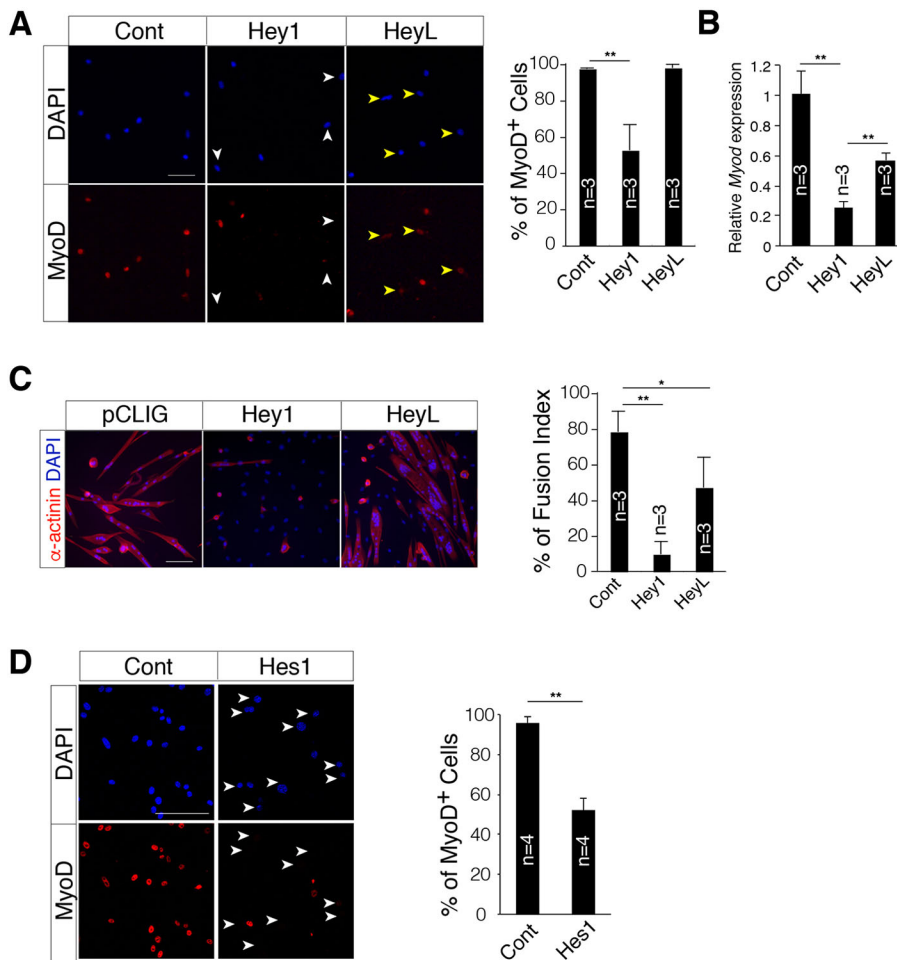 A
Cont Hey1 HeyL
DAPI
MyoD
% of MyoD+ Cells
100
80
60
40
20
0
**
n=3
n=3
n=3
Cont
Hey1
HeyL
B
Relative Myod expression
1.2
1
0.8
0.6
0.4
0.2
0
**
**
n=3
n=3
n=3
Cont
Hey1
HeyL
C
pCLIG Hey1 HeyL
α-actinin DAPI
% of Fusion Index
100
80
60
40
20
0
*
**
n=3
n=3
n=3
Cont
Hey1
HeyL
D
Cont Hes1
DAPI
MyoD
% of MyoD+ Cells
100
80
60
40
20
0
**
n=4
n=4
Cont
Hes1